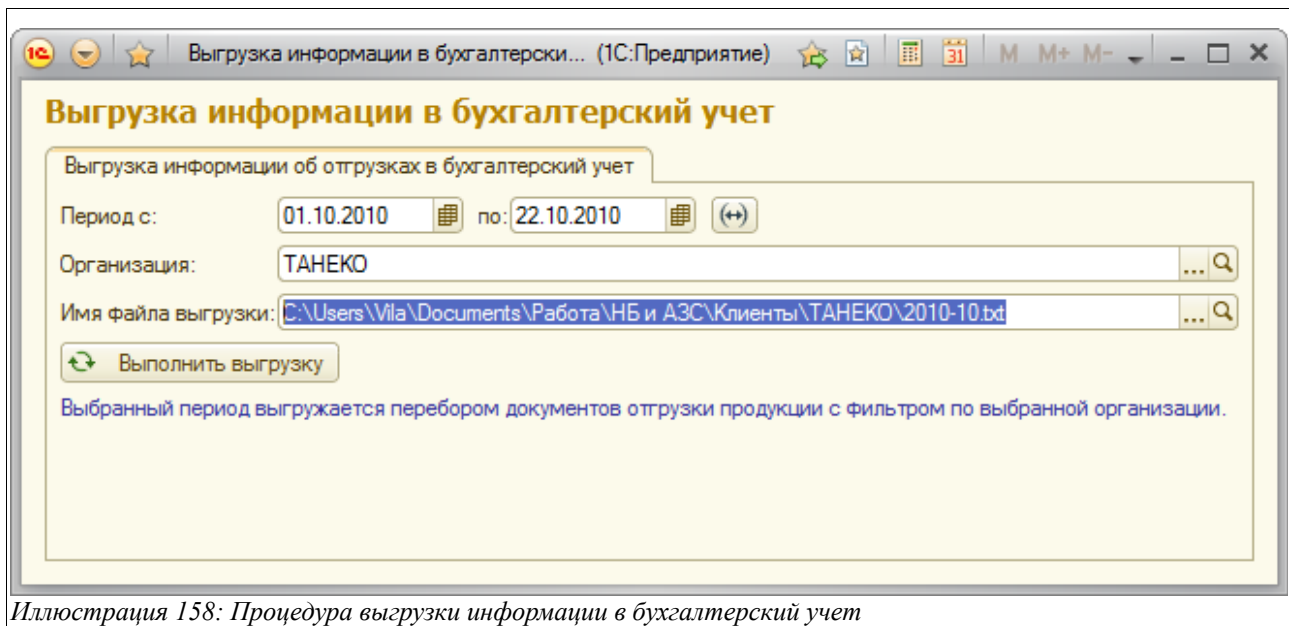 1С Выгрузка информации в бухгалтерски... (1С:Предприятие) 31 M M+ M-
Выгрузка информации в бухгалтерский учет
Выгрузка информации об отгрузках в бухгалтерский учет
Период с: 01.10.2010 по: 22.10.2010
Организация: ТАНЕКО ...
Имя файла выгрузки: C:\Users\Vila\Documents\Работа\НБ и АЗС\Клиенты\ТАНЕКО\2010-10.txt ...
Выполнить выгрузку
Выбранный период выгружается перебором документов отгрузки продукции с фильтром по выбранной организации.
Иллюстрация 158: Процедура выгрузки информации в бухгалтерский учет